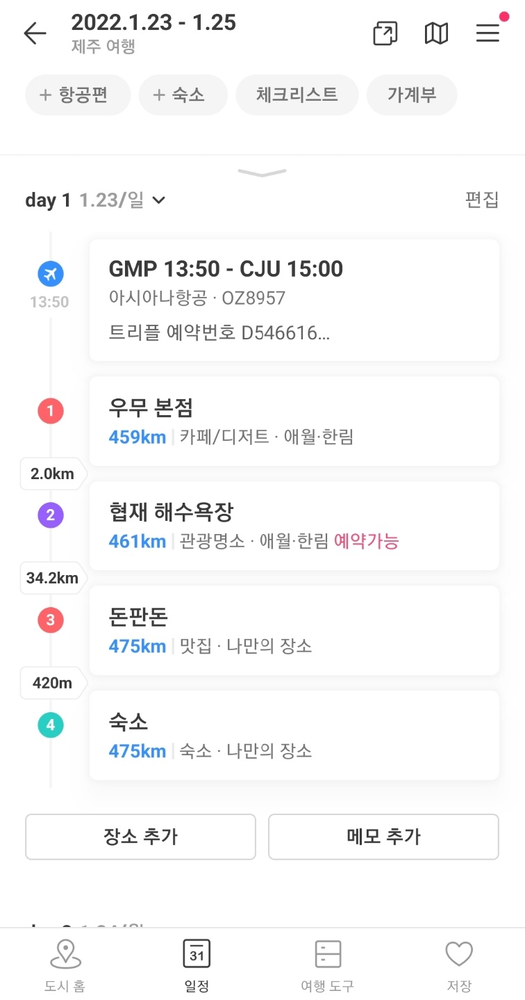 2022.1.23 - 1.25
제주 여행
+ 항공편
+ 숙소
체크리스트
가계부
day 1 1.23/일
편집
GMP 13:50 - CJU 15:00
13:50
아시아나항공 · OZ8957
트리플 예약번호 D546616...
1
우무 본점
459km 카페/디저트 · 애월·한림
2.0km
2
협재 해수욕장
461km 관광명소 · 애월·한림 예약가능
34.2km
3
돈판돈
475km 맛집 · 나만의 장소
420m
4
숙소
475km 숙소 · 나만의 장소
장소 추가
메모 추가
31
도시 홈
일정
여행 도구
저장